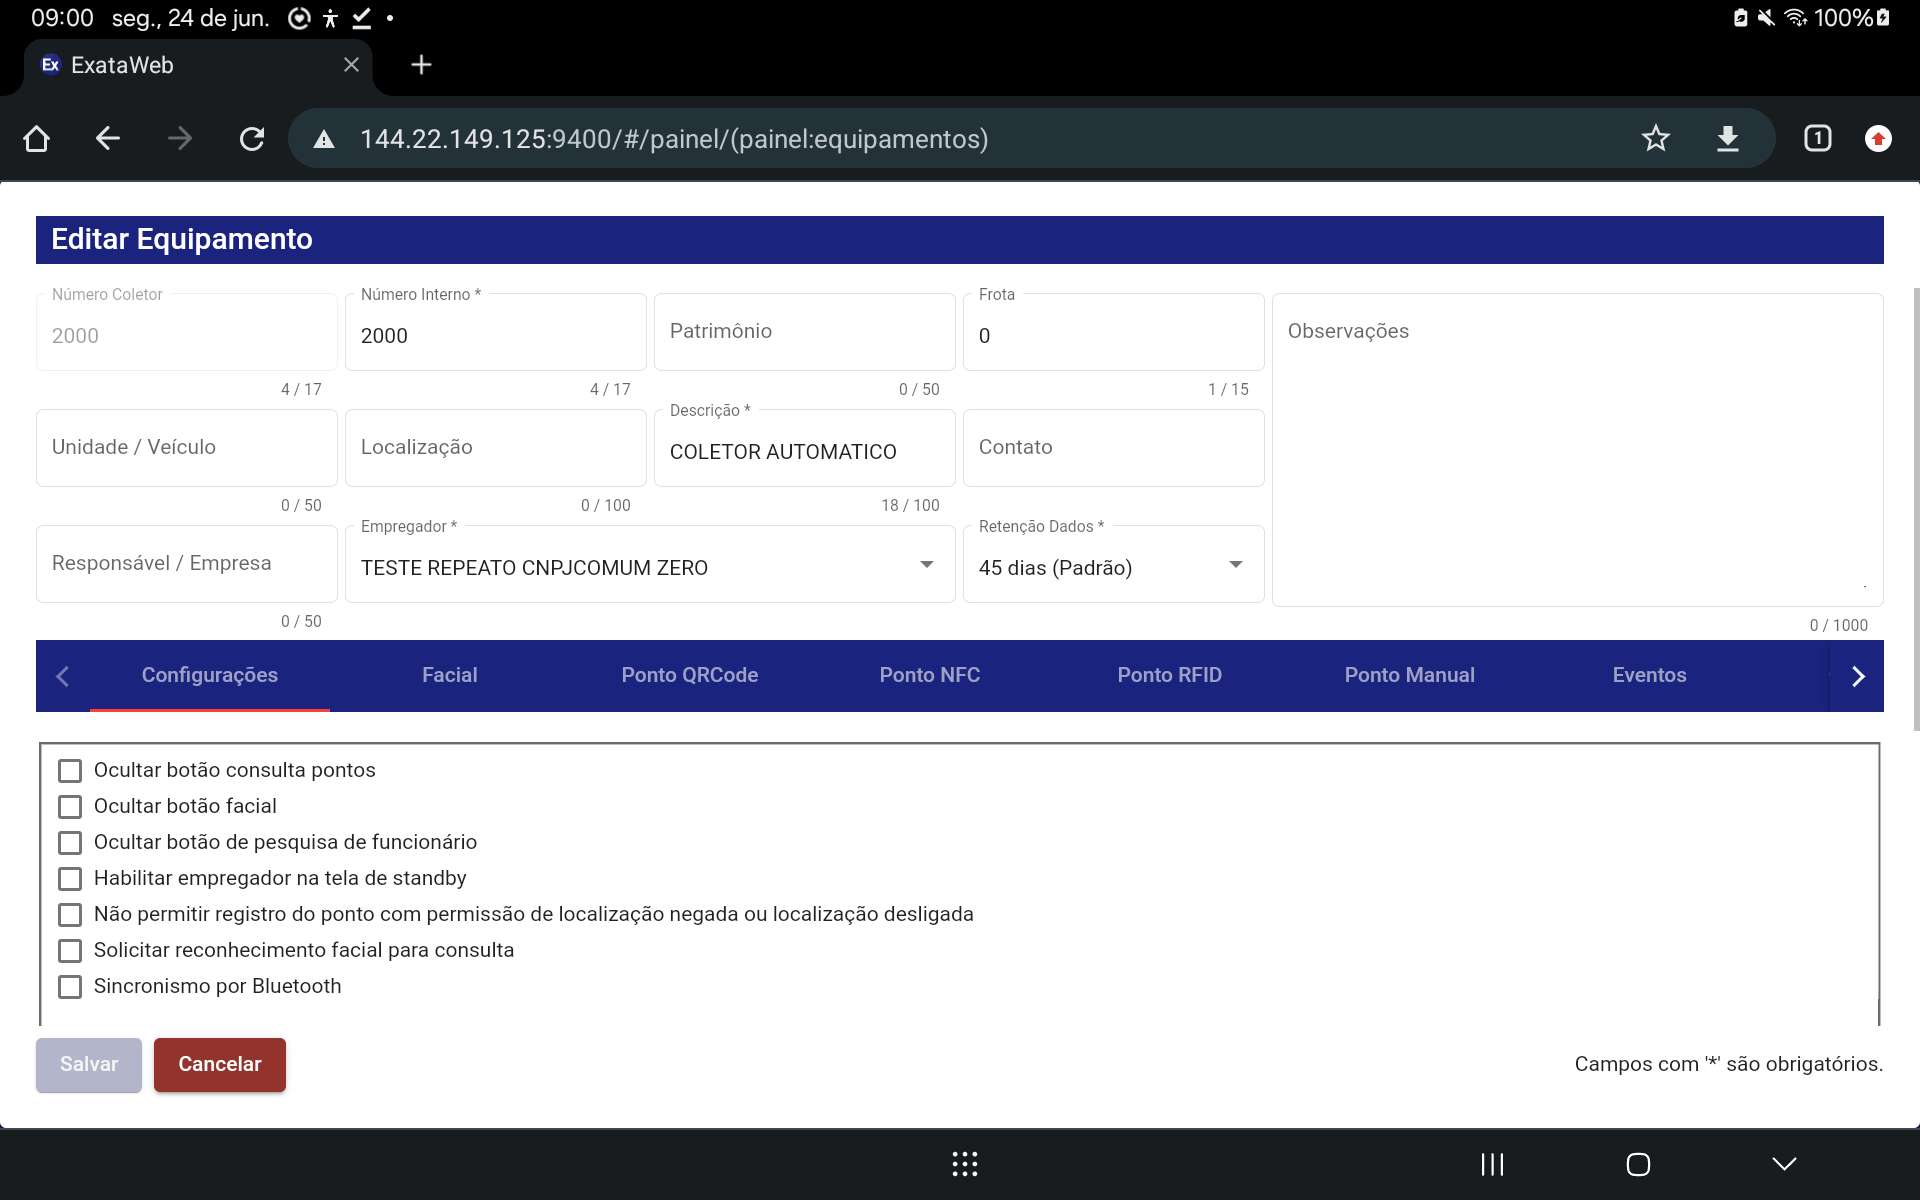 09:00 seg., 24 de jun. 100%
Ex ExataWeb
144.22.149.125:9400/#/painel/(painel:equipamentos) 1
Editar Equipamento
Número Coletor Número Interno * Frota
2000 2000 Patrimônio 0 Observações
4 / 17 4 / 17 0 / 50 1 / 15
Descrição *
Unidade / Veículo Localização COLETOR AUTOMATICO Contato
0 / 50 0 / 100 18 / 100
Empregador * Retenção Dados *
Responsável / Empresa TESTE REPEATO CNPJCOMUM ZERO 45 dias (Padrão)
0 / 50 0 / 1000
Configurações Facial Ponto QRCode Ponto NFC Ponto RFID Ponto Manual Eventos
Ocultar botão consulta pontos
Ocultar botão facial
Ocultar botão de pesquisa de funcionário
Habilitar empregador na tela de standby
Não permitir registro do ponto com permissão de localização negada ou localização desligada
Solicitar reconhecimento facial para consulta
Sincronismo por Bluetooth
Salvar Cancelar Campos com '*' são obrigatórios.